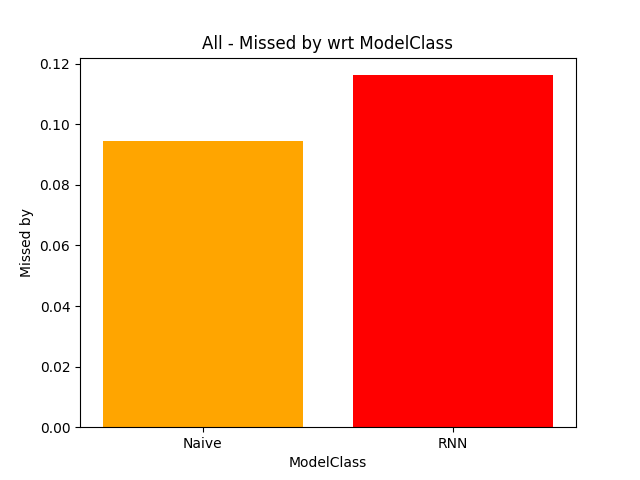 All - Missed by wrt ModelClass
0.12
0.10
0.08
0.06
0.04
0.02
0.00
Missed by
Naive
RNN
ModelClass